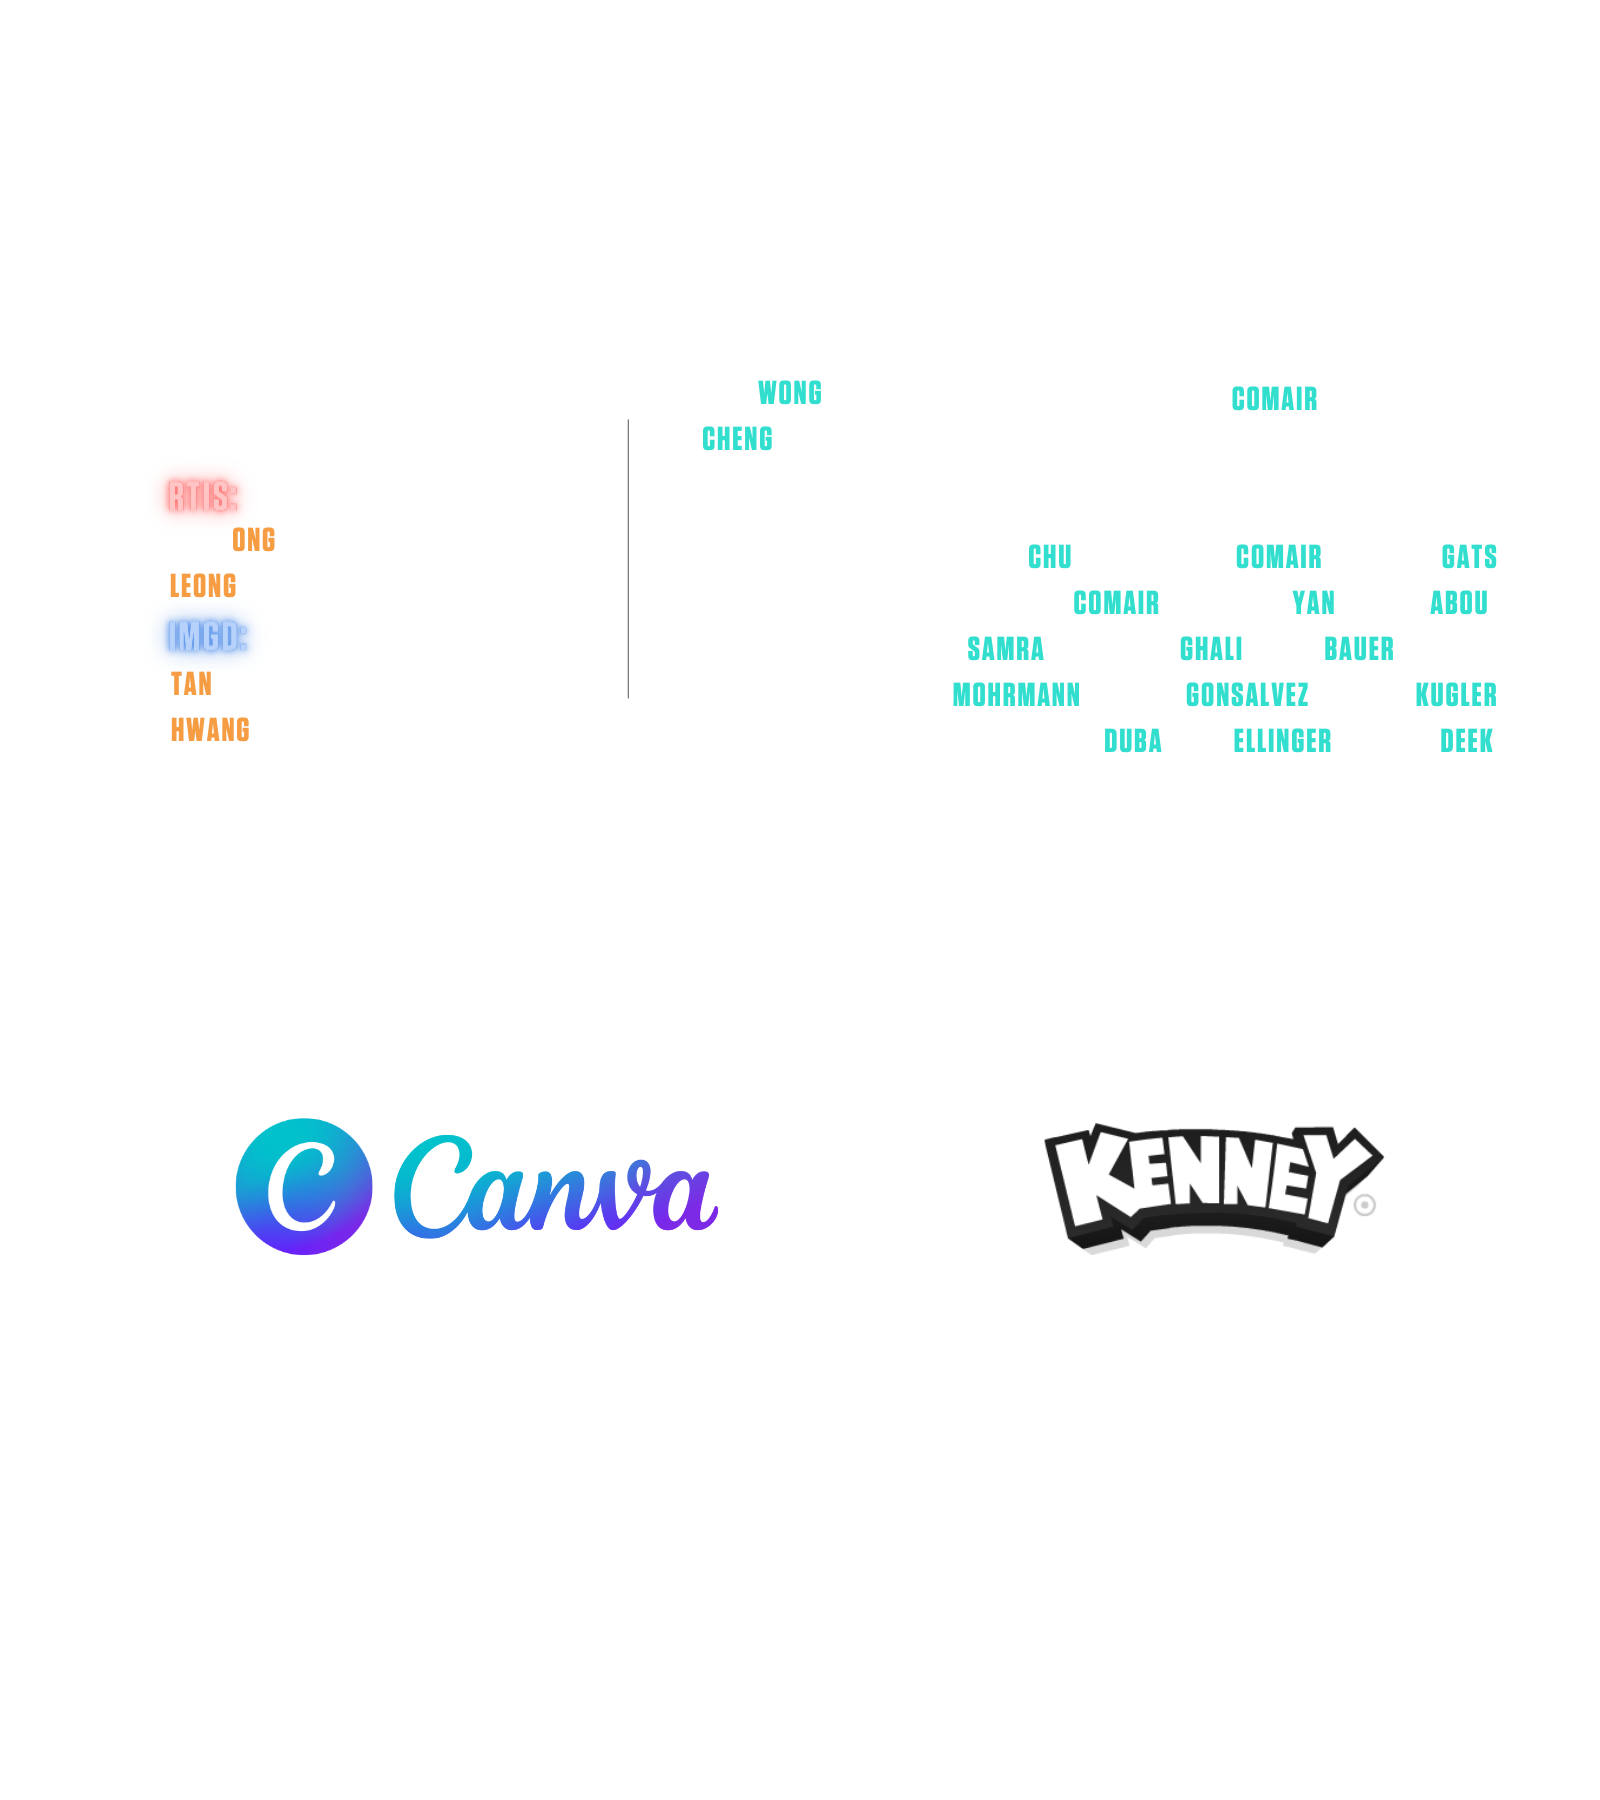 RTIS:
ONG
LEONG
IMGD:
TAN
HWANG
WONG
CHENG
COMAIR
CHU COMAIR GATS
COMAIR YAN ABOU
SAMRA GHALI BAUER
MOHRMANN GONSALVEZ KUGLER
DUBA ELLINGER DEEK
C Canva
KENNEY